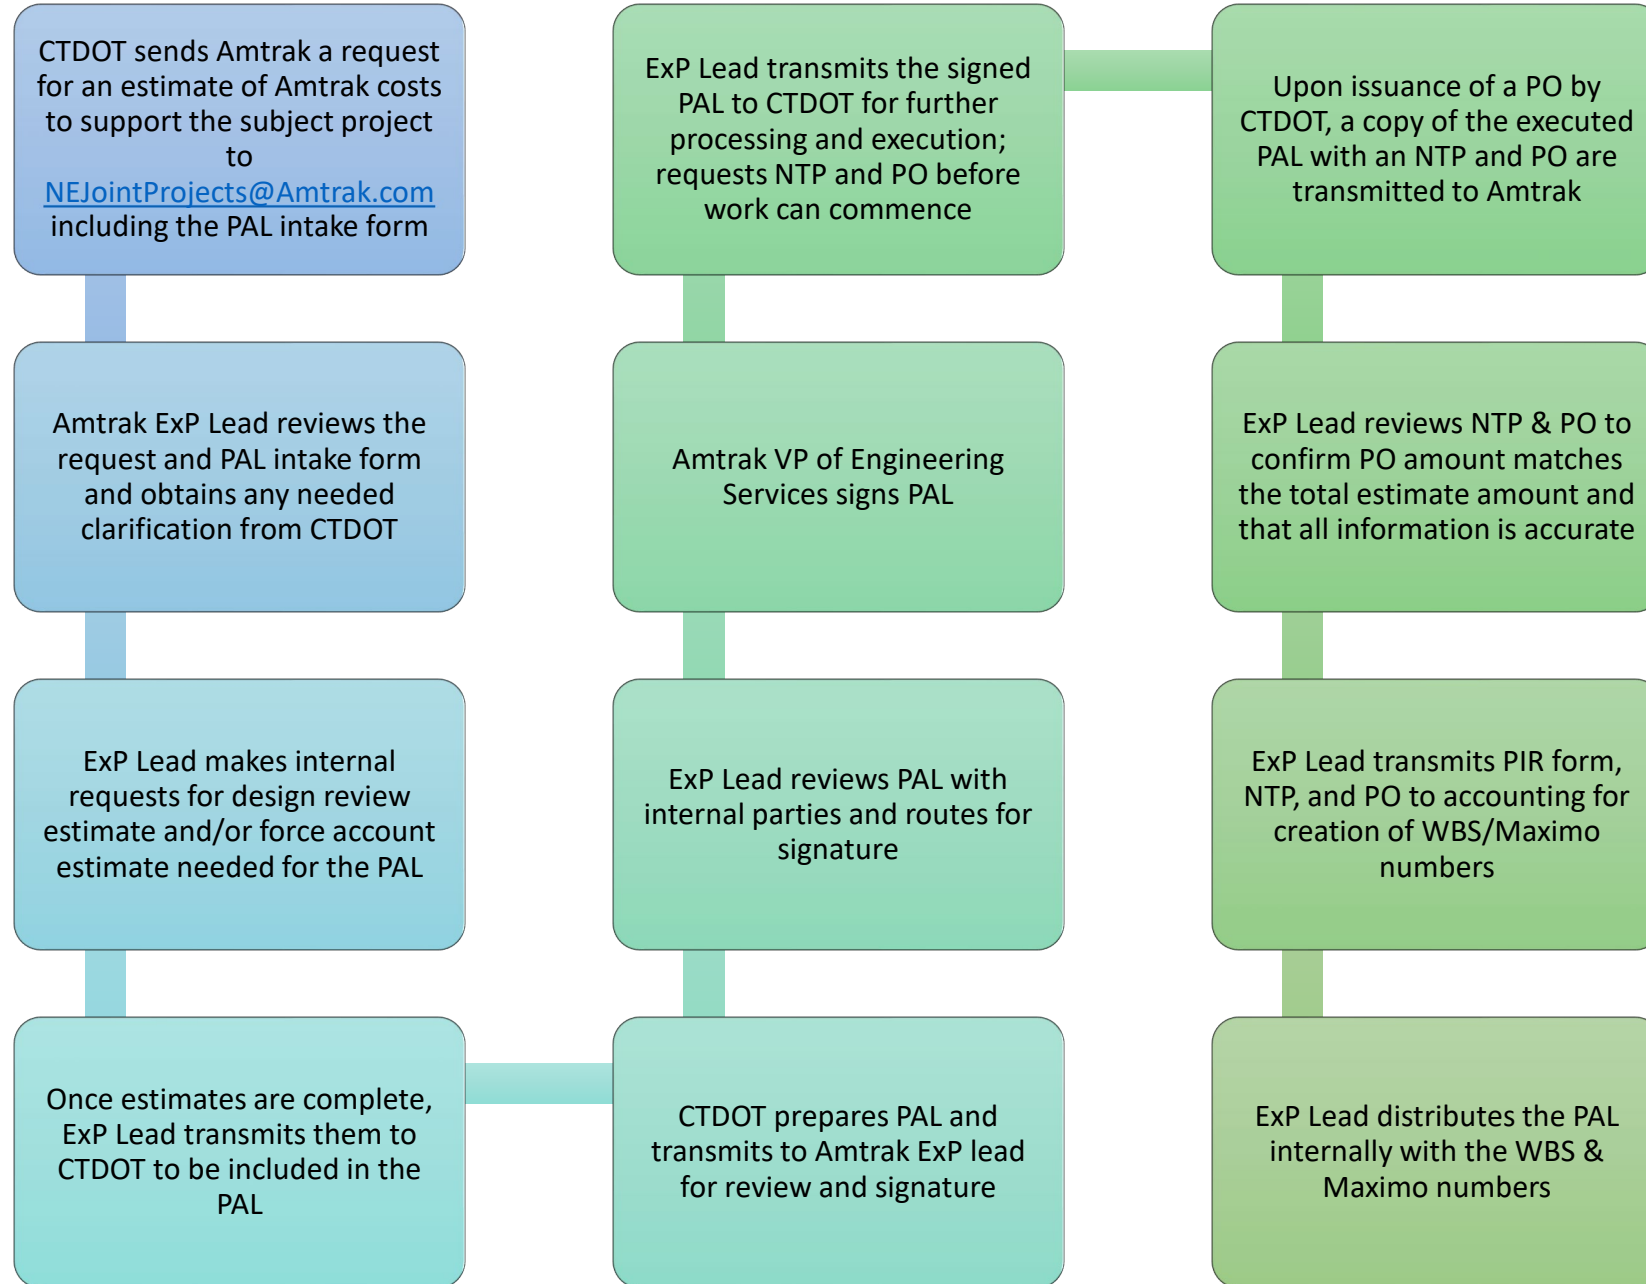 CTDOT sends Amtrak a request
for an estimate of Amtrak costs
to support the subject project
to
NEJointProjects@Amtrak.com
including the PAL intake form
Amtrak ExP Lead reviews the
request and PAL intake form
and obtains any needed
clarification from CTDOT
ExP Lead makes internal
requests for design review
estimate and/or force account
estimate needed for the PAL
Once estimates are complete,
ExP Lead transmits them to
CTDOT to be included in the
PAL
CTDOT prepares PAL and
transmits to Amtrak ExP lead
for review and signature
ExP Lead reviews PAL with
internal parties and routes for
signature
Amtrak VP of Engineering
Services signs PAL
ExP Lead transmits the signed
PAL to CTDOT for further
processing and execution;
requests NTP and PO before
work can commence
Upon issuance of a PO by
CTDOT, a copy of the executed
PAL with an NTP and PO are
transmitted to Amtrak
ExP Lead reviews NTP & PO to
confirm PO amount matches
the total estimate amount and
that all information is accurate
ExP Lead transmits PIR form,
NTP, and PO to accounting for
creation of WBS/Maximo
numbers
ExP Lead distributes the PAL
internally with the WBS &
Maximo numbers